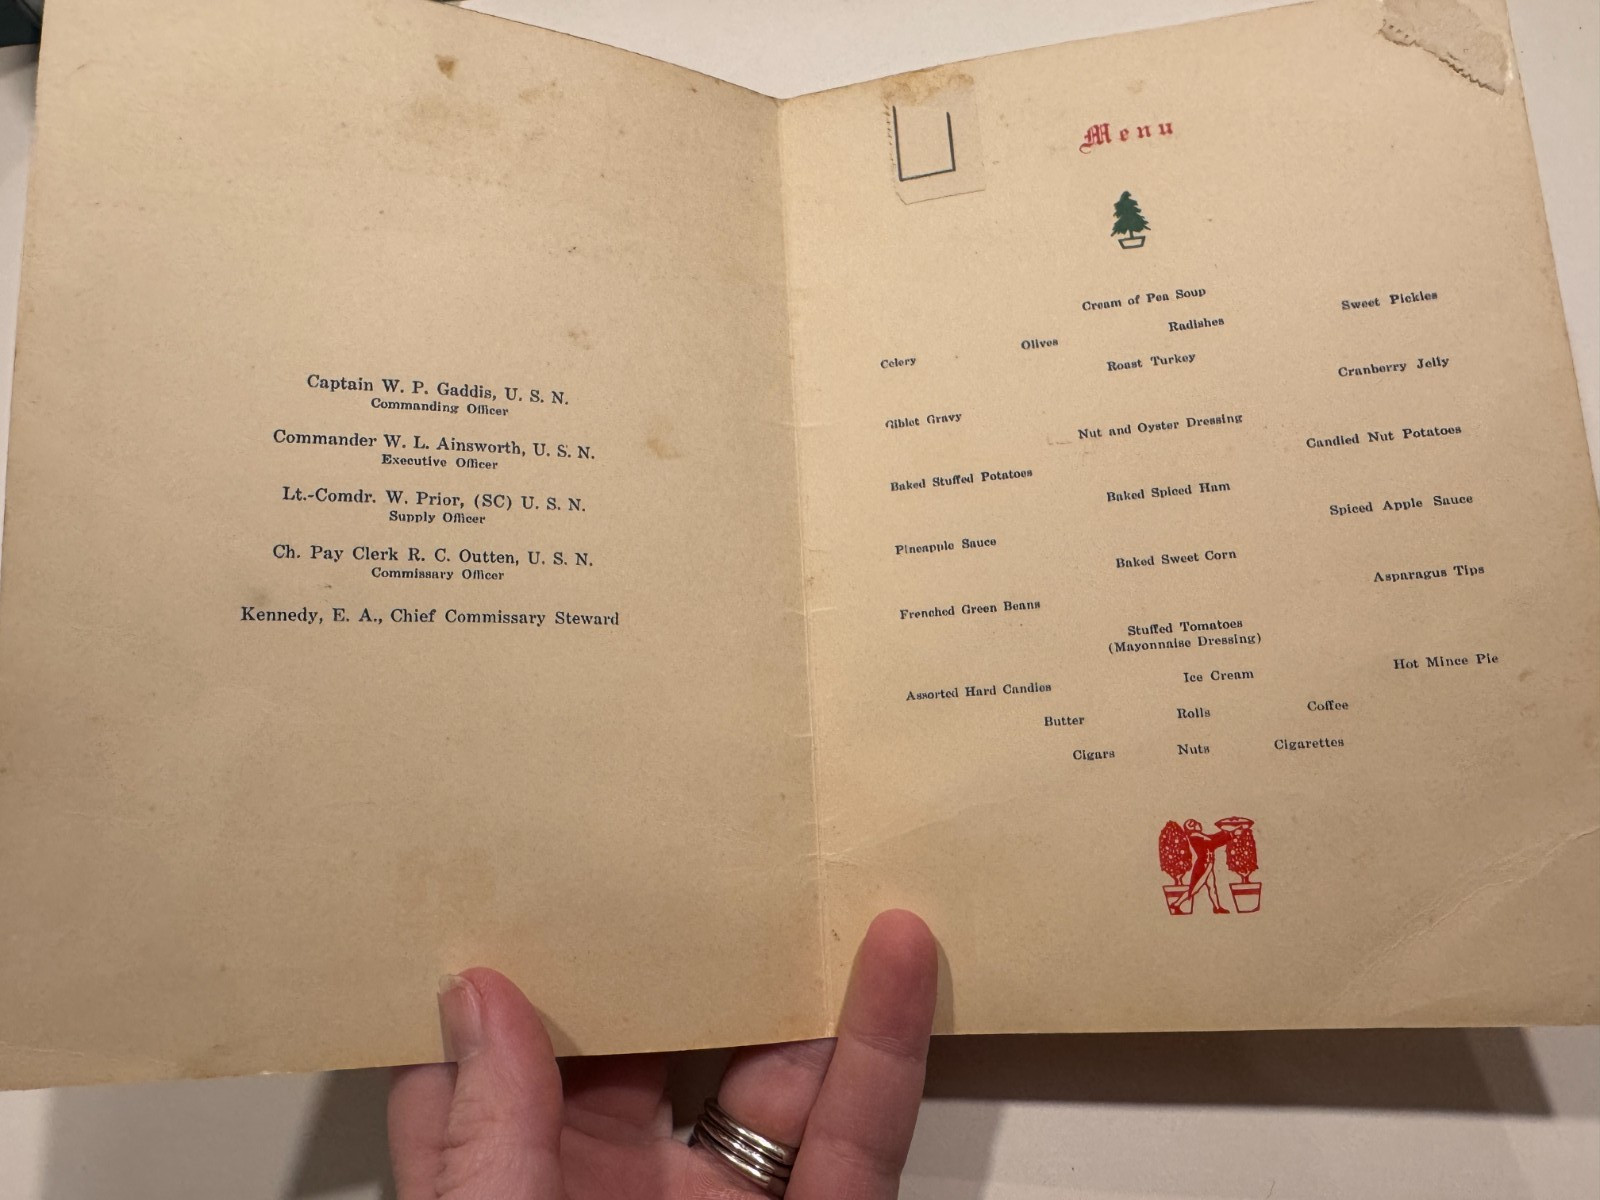 Captain W. P. Gaddis, U. S. N.
Commanding Officer
Commander W. L. Ainsworth, U. S. N.
Executive Officer
Lt.-Comdr. W. Prior, (SC) U. S. N.
Supply Officer
Ch. Pay Clerk R. C. Outten, U. S. N.
Commissary Officer
Kennedy, E. A., Chief Commissary Steward
Menu
Cream of Pea Soup
Celery Olives Radishes Sweet Pickles
Roast Turkey
Giblet Gravy Cranberry Jelly
Nut and Oyster Dressing
Baked Stuffed Potatoes Candied Nut Potatoes
Baked Spiced Ham
Pineapple Sauce Spiced Apple Sauce
Baked Sweet Corn
Frenched Green Beans Asparagus Tips
Stuffed Tomatoes
(Mayonnaise Dressing)
Assorted Hard Candies Ice Cream Hot Mince Pie
Butter Rolls Coffee
Cigars Nuts Cigarettes